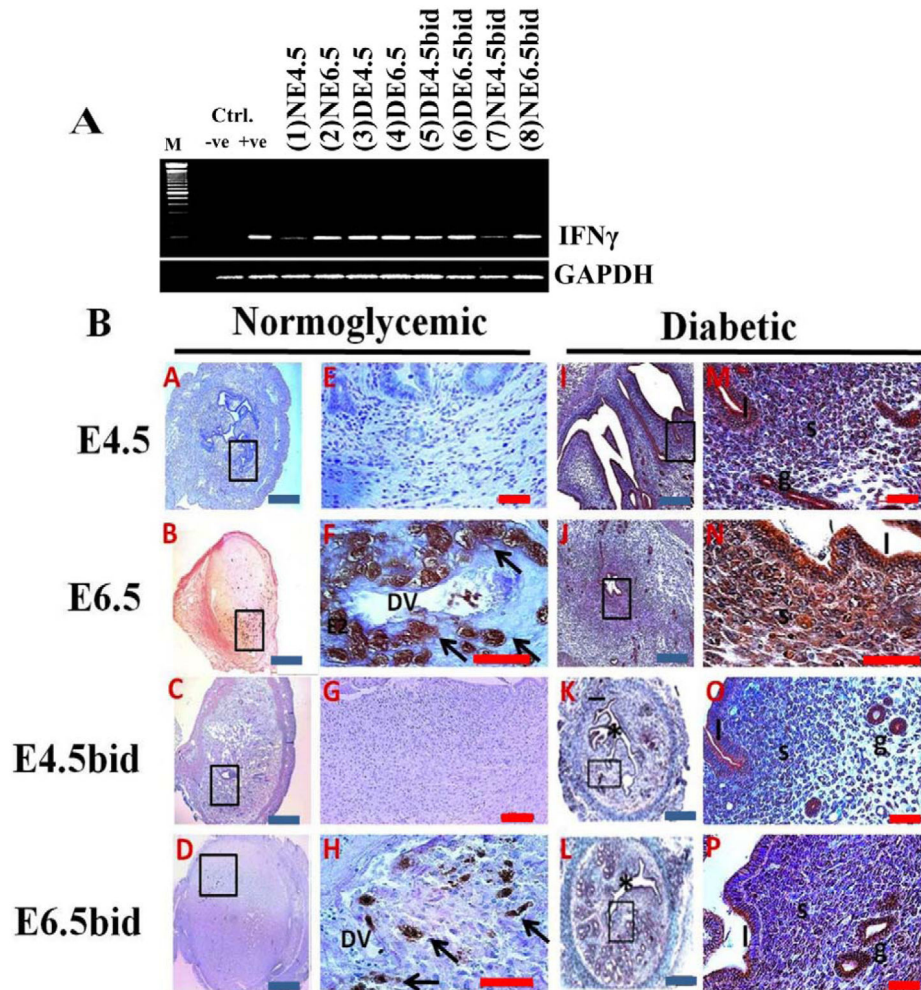 A
M
Ctrl.
-ve +ve
(1)NE4.5
(2)NE6.5
(3)DE4.5
(4)DE6.5
(5)DE4.5bid
(6)DE6.5bid
(7)NE4.5bid
(8)NE6.5bid
IFNγ
GAPDH
B
Normoglycemic Diabetic
E4.5
A E I M
l
s
g
E6.5
B F J N
DV
EZ
l
s
E4.5bid
C G K O
*
l
s
g
E6.5bid
D H L P
DV
*
l
s
g